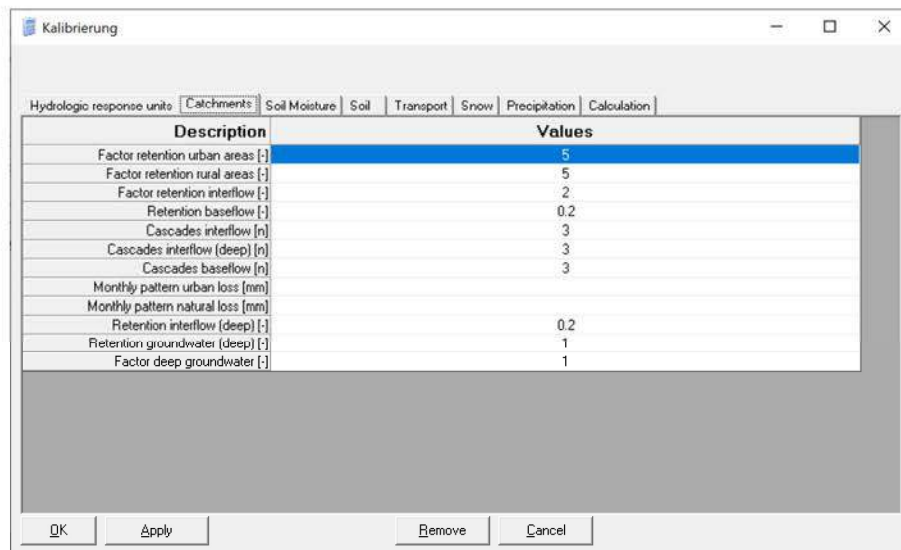 Kalibrierung
Hydrologic response units Catchments Soil Moisture Soil Transport Snow Precipitation Calculation
Description Values
Factor retention urban areas [-] 5
Factor retention rural areas [-] 5
Factor retention interflow [-] 2
Retention baseflow [-] 0.2
Cascades interflow [n] 3
Cascades interflow (deep) [n] 3
Cascades baseflow [n] 3
Monthly pattern urban loss [mm]
Monthly pattern natural loss [mm]
Retention interflow (deep) [-] 0.2
Retention groundwater (deep) [-] 1
Factor deep groundwater [-] 1
OK Apply Remove Cancel